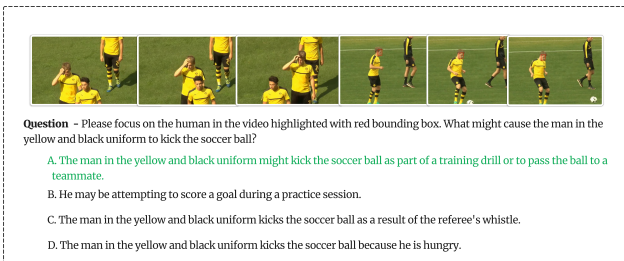 Question - Please focus on the human in the video highlighted with red bounding box. What might cause the man in the
yellow and black uniform to kick the soccer ball?
A. The man in the yellow and black uniform might kick the soccer ball as part of a training drill or to pass the ball to a
teammate.
B. He may be attempting to score a goal during a practice session.
C. The man in the yellow and black uniform kicks the soccer ball as a result of the referee's whistle.
D. The man in the yellow and black uniform kicks the soccer ball because he is hungry.